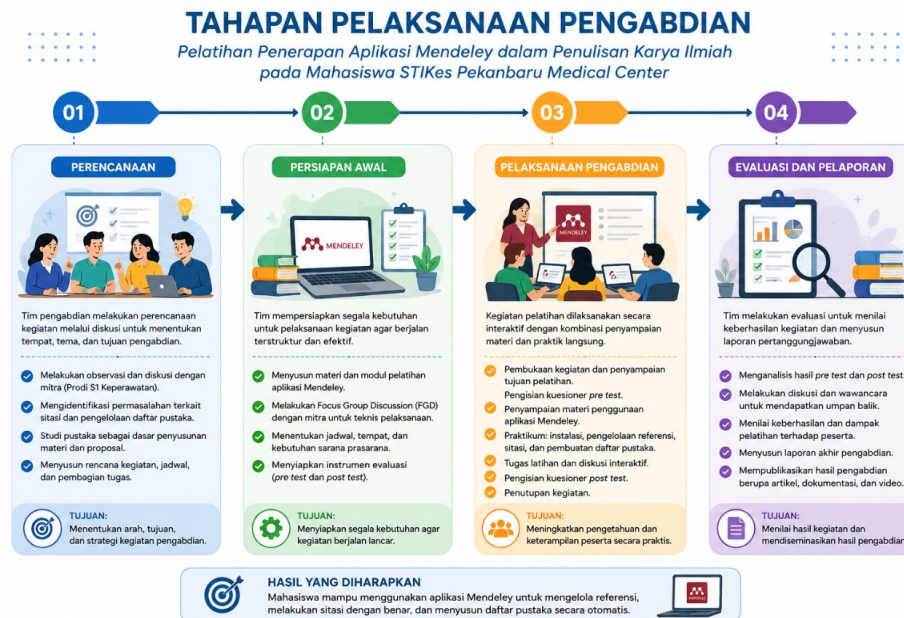 TAHAPAN PELAKSANAAN PENGABDIAN
Pelatihan Penerapan Aplikasi Mendeley dalam Penulisan Karya Ilmiah
pada Mahasiswa STIKes Pekanbaru Medical Center
01
02
03
04
PERENCANAAN
Tim pengabdian melakukan perencanaan
kegiatan melalui diskusi untuk menentukan
tempat, tema, dan tujuan pengabdian.
Melakukan observasi dan diskusi dengan
mitra (Prodi S1 Keperawatan).
Mengidentifikasi permasalahan terkait
sitasi dan pengelolaan daftar pustaka.
Studi pustaka sebagai dasar penyusunan
materi dan proposal.
Menyusun rencana kegiatan, jadwal,
dan pembagian tugas.
TUJUAN:
Menentukan arah, tujuan,
dan strategi kegiatan pengabdian.
PERSIAPAN AWAL
MENDELEY
Tim mempersiapkan segala kebutuhan
untuk pelaksanaan kegiatan agar berjalan
terstruktur dan efektif.
Menyusun materi dan modul pelatihan
aplikasi Mendeley.
Melakukan Focus Group Discussion (FGD)
dengan mitra untuk teknis pelaksanaan.
Menentukan jadwal, tempat, dan
kebutuhan sarana prasarana.
Menyiapkan instrumen evaluasi
(pre test dan post test).
TUJUAN:
Menyiapkan segala kebutuhan agar
kegiatan berjalan lancar.
PELAKSANAAN PENGABDIAN
MENDELEY
Kegiatan pelatihan dilaksanakan secara
interaktif dengan kombinasi penyampaian
materi dan praktik langsung.
Pembukaan kegiatan dan penyampaian
tujuan pelatihan.
Pengisian kuesioner pre test.
Penyampaian materi penggunaan
aplikasi Mendeley.
Praktikum: instalasi, pengelolaan referensi,
sitasi, dan pembuatan daftar pustaka.
Tugas latihan dan diskusi interaktif.
Pengisian kuesioner post test.
Penutupan kegiatan.
TUJUAN:
Meningkatkan pengetahuan dan
keterampilan peserta secara praktis.
EVALUASI DAN PELAPORAN
Tim melakukan evaluasi untuk menilai
keberhasilan kegiatan dan menyusun
laporan pertanggungjawaban.
Menganalisis hasil pre test dan post test.
Melakukan diskusi dan wawancara
untuk mendapatkan umpan balik.
Menilai keberhasilan dan dampak
pelatihan terhadap peserta.
Menyusun laporan akhir pengabdian.
Mempublikasikan hasil pengabdian
berupa artikel, dokumentasi, dan video.
TUJUAN:
Menilai hasil kegiatan dan
mendiseminasikan hasil pengabdian
HASIL YANG DIHARAPKAN
Mahasiswa mampu menggunakan aplikasi Mendeley untuk mengelola referensi,
melakukan sitasi dengan benar, dan menyusun daftar pustaka secara otomatis.